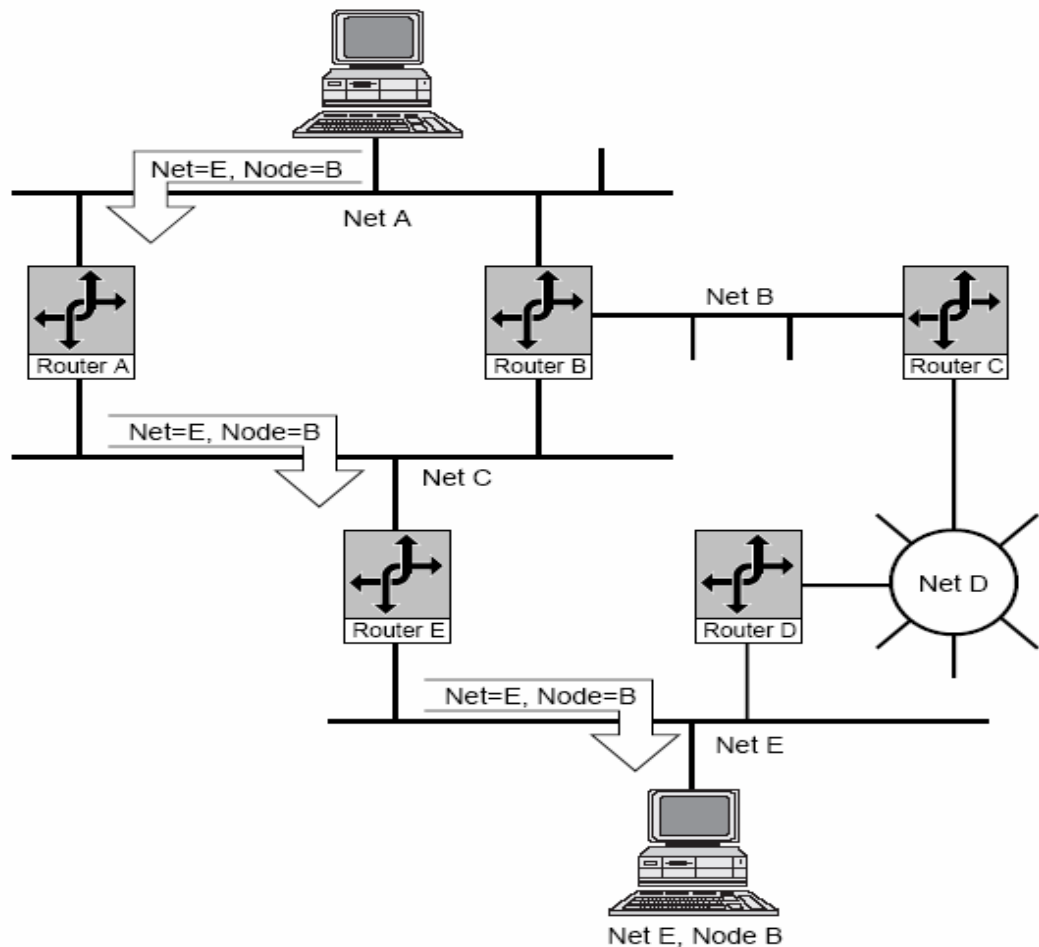 Net=E, Node=B
Net A
Net B
Router A
Router B
Router C
Net=E, Node=B
Net C
Net D
Router E
Router D
Net=E, Node=B
Net E
Net E, Node B